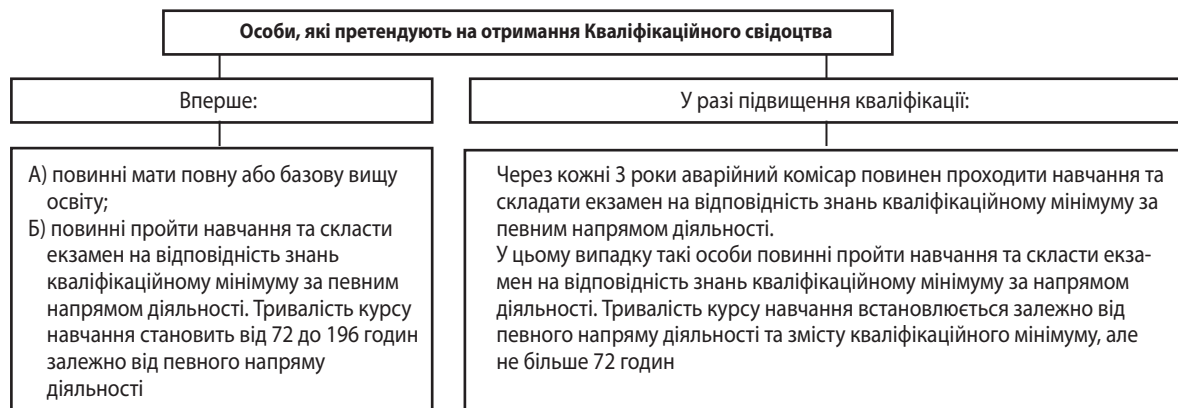 Особи, які претендують на отримання Кваліфікаційного свідоцтва
Вперше:
А) повинні мати повну або базову вищу
освіту;
Б) повинні пройти навчання та скласти
екзамен на відповідність знань
кваліфікаційному мінімуму за певним
напрямом діяльності. Тривалість курсу
навчання становить від 72 до 196 годин
залежно від певного напряму
діяльності
У разі підвищення кваліфікації:
Через кожні 3 роки аварійний комісар повинен проходити навчання та
складати екзамен на відповідність знань кваліфікаційному мінімуму за
певним напрямом діяльності.
У цьому випадку такі особи повинні пройти навчання та скласти екза-
мен на відповідність знань кваліфікаційному мінімуму за напрямом
діяльності. Тривалість курсу навчання встановлюється залежно від
певного напряму діяльності та змісту кваліфікаційного мінімуму, але
не більше 72 годин